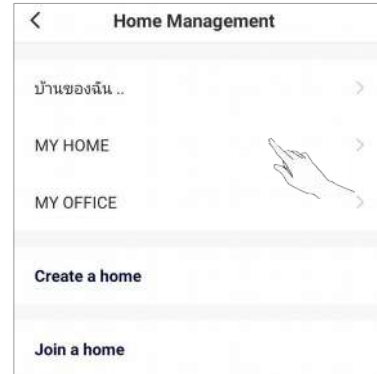 Home Management
บ้านของฉัน ..
MY HOME
MY OFFICE
Create a home
Join a home